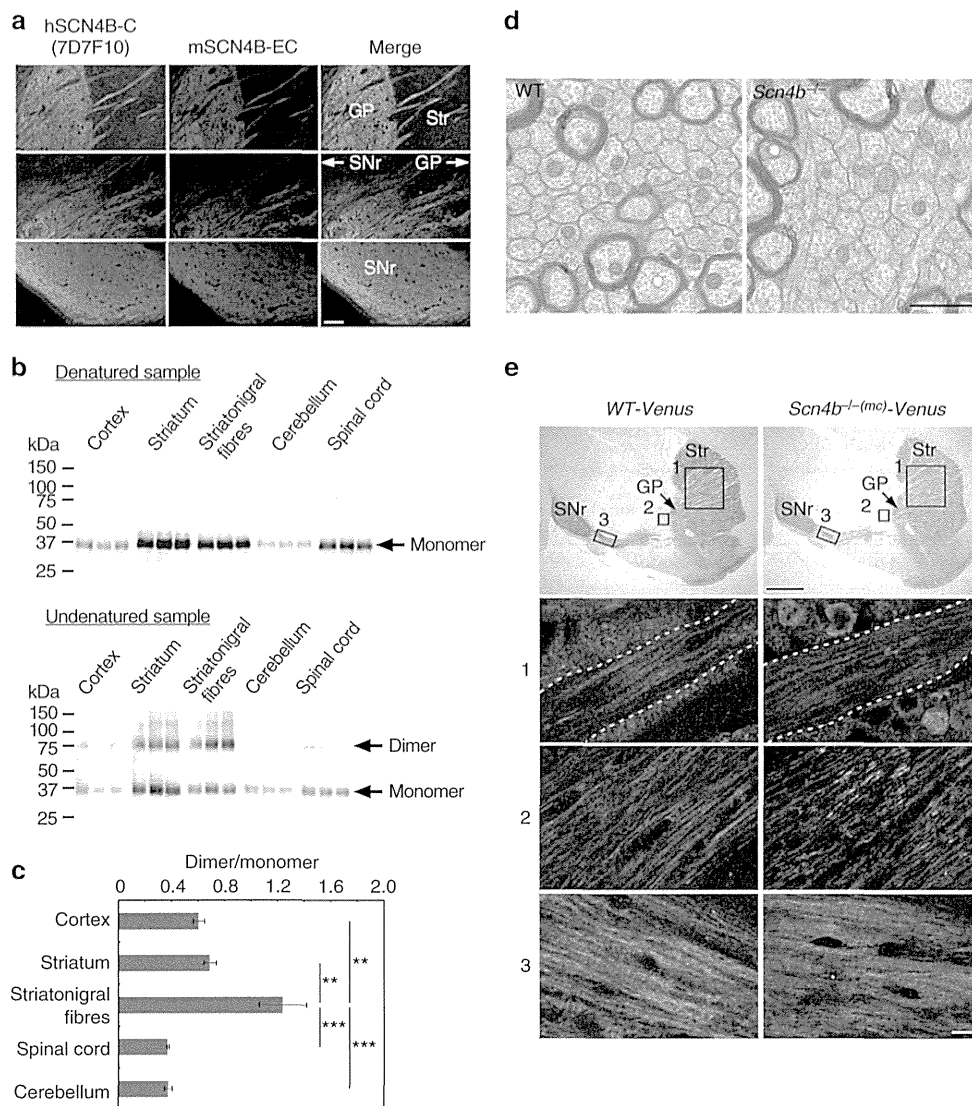 a
hSCN4B-C
(7D7F10)
mSCN4B-EC
Merge
GP
Str
SNr
GP
SNr
b
Denatured sample
Cortex
Striatum
Striatonigral
fibres
Cerebellum
Spinal cord
kDa
150
100
75
50
37
25
Monomer
Undenatured sample
Cortex
Striatum
Striatonigral
fibres
Cerebellum
Spinal cord
kDa
150
100
75
50
37
25
Dimer
Monomer
c
Dimer/monomer
0
0.4
1.2
2.0
Cortex
Striatum
Striatonigral
fibres
Spinal cord
Cerebellum
**
**
***
***
d
WT
Scn4b–/–
e
WT-Venus
Scn4b–/–(mc)-Venus
Str
1
GP
2
SNr
3
Str
1
GP
2
SNr
3
1
2
3